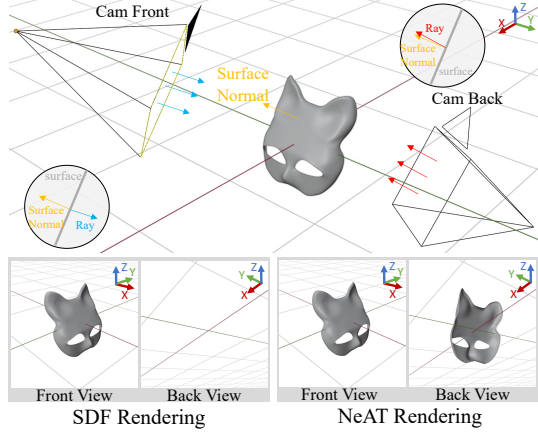 Cam Front
Ray
Surface
Normal
surface
Z
Y
X
Surface
Normal
Cam Back
surface
Surface
Normal
Ray
Z
Y
X
Z
Y
X
Z
Y
X
Z
Y
X
Front View
Back View
Front View
Back View
SDF Rendering
NeAT Rendering